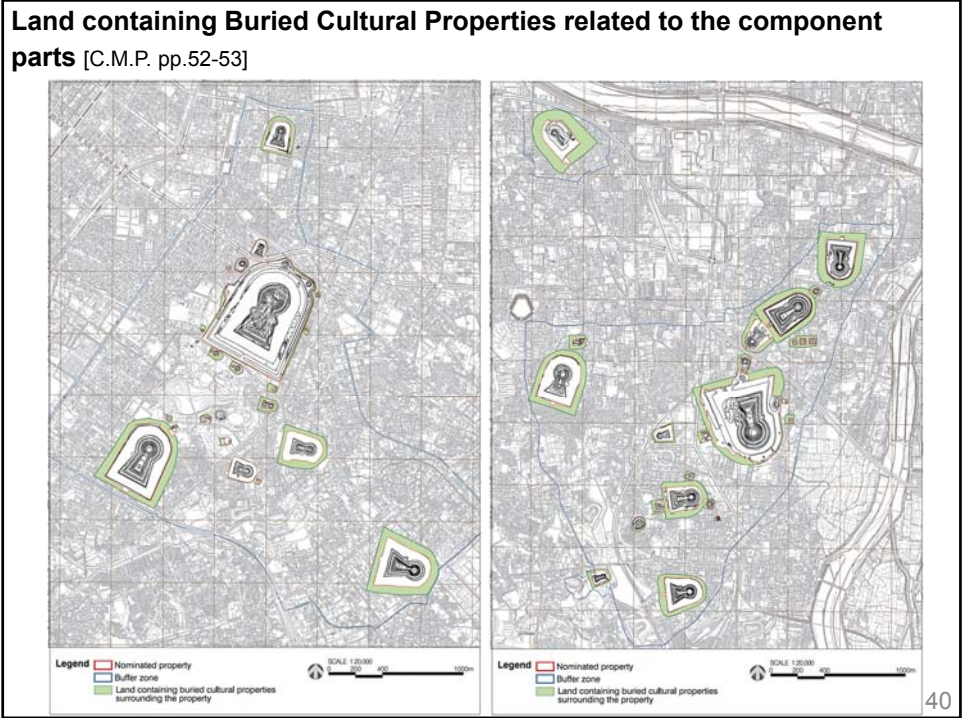 Land containing Buried Cultural Properties related to the component
parts [C.M.P. pp.52-53]
Legend
Nominated property
Buffer zone
Land containing buried cultural properties
surrounding the property
SCALE 1:20,000
0 200 400 1000m
Legend
Nominated property
Buffer zone
Land containing buried cultural properties
surrounding the property
SCALE 1:20,000
0 200 400 1000m
40